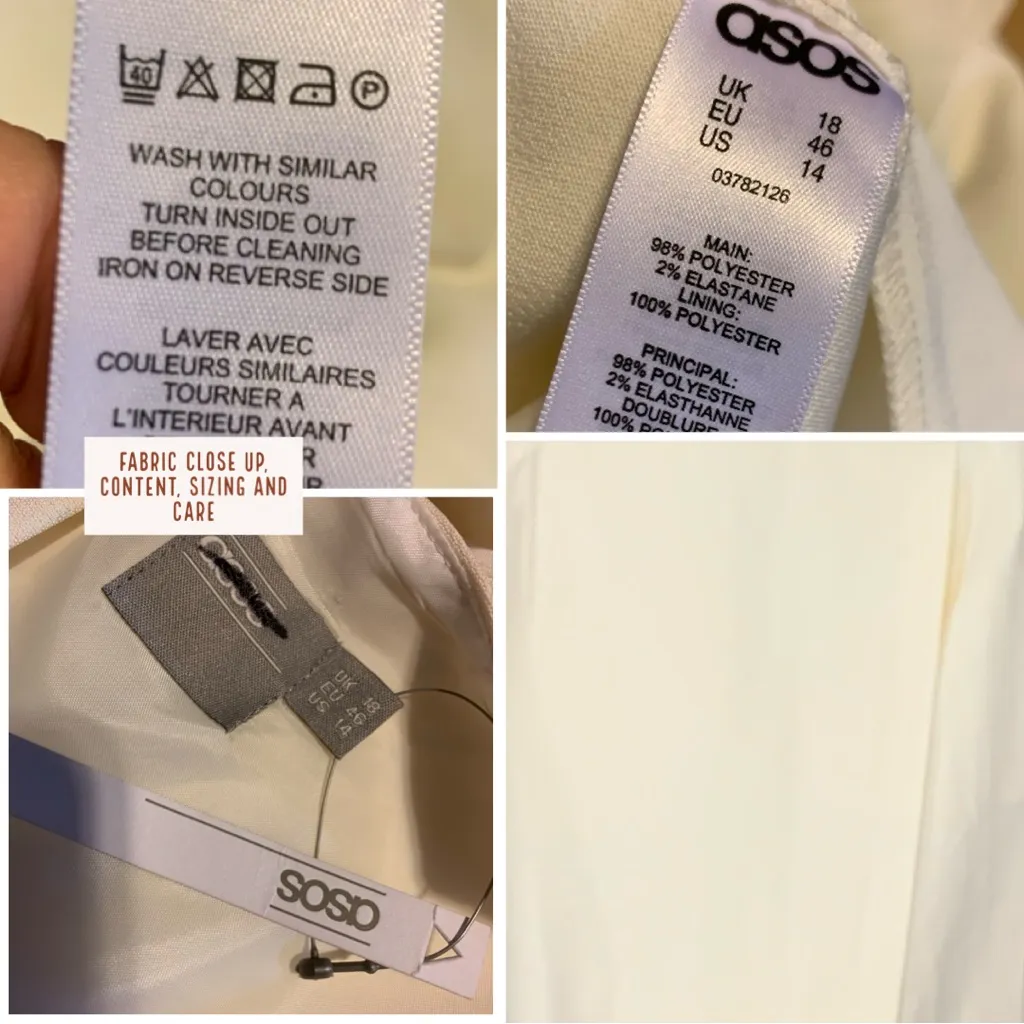 40
P
WASH WITH SIMILAR
COLOURS
TURN INSIDE OUT
BEFORE CLEANING
IRON ON REVERSE SIDE
LAVER AVEC
COULEURS SIMILAIRES
TOURNER A
L'INTERIEUR AVANT
asos
UK 18
EU 46
US 14
03782126
MAIN:
98% POLYESTER
2% ELASTANE
LINING:
100% POLYESTER
PRINCIPAL:
98% POLYESTER
2% ELASTHANNE
DOUBLURE
100%
FABRIC CLOSE UP,
CONTENT, SIZING AND
CARE
asos
UK 18
EU 46
US 14
asos